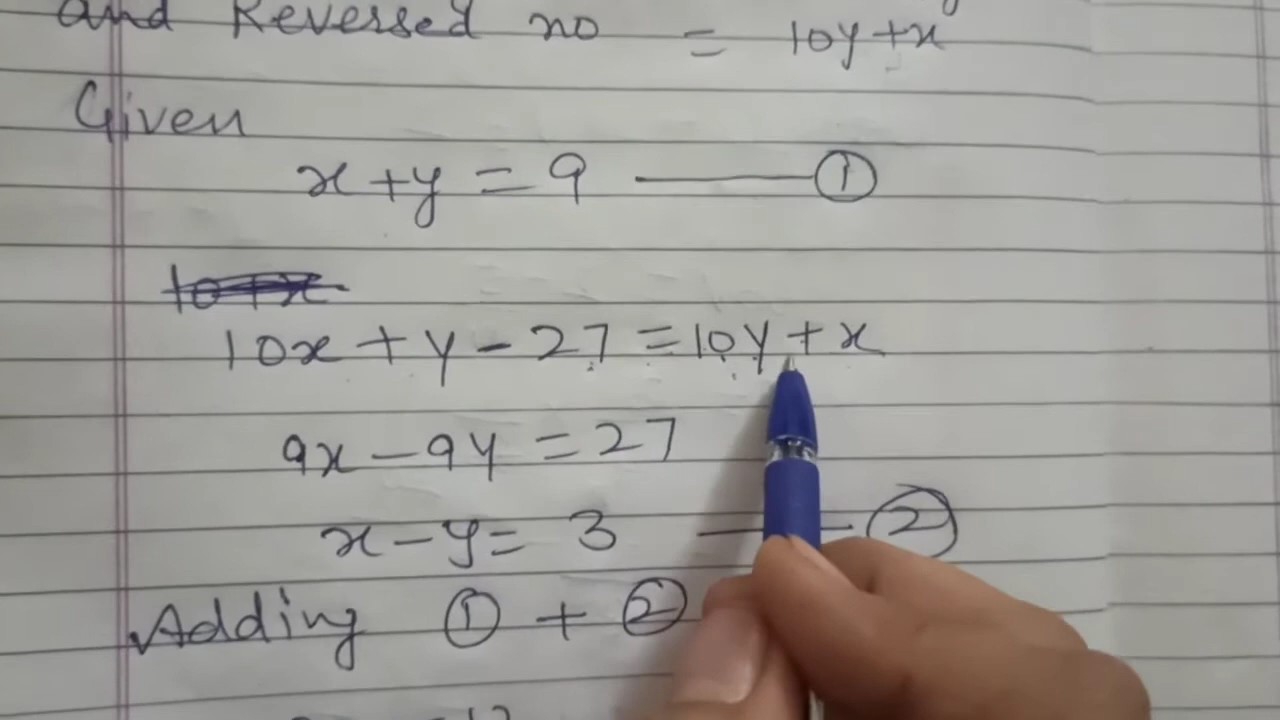 and Reversed no = 10y+x
Given
x+y = 9 —— ①
10x+y-27 = 10y+x
9x-9y = 27
x-y = 3 —— ②
Adding ① + ②